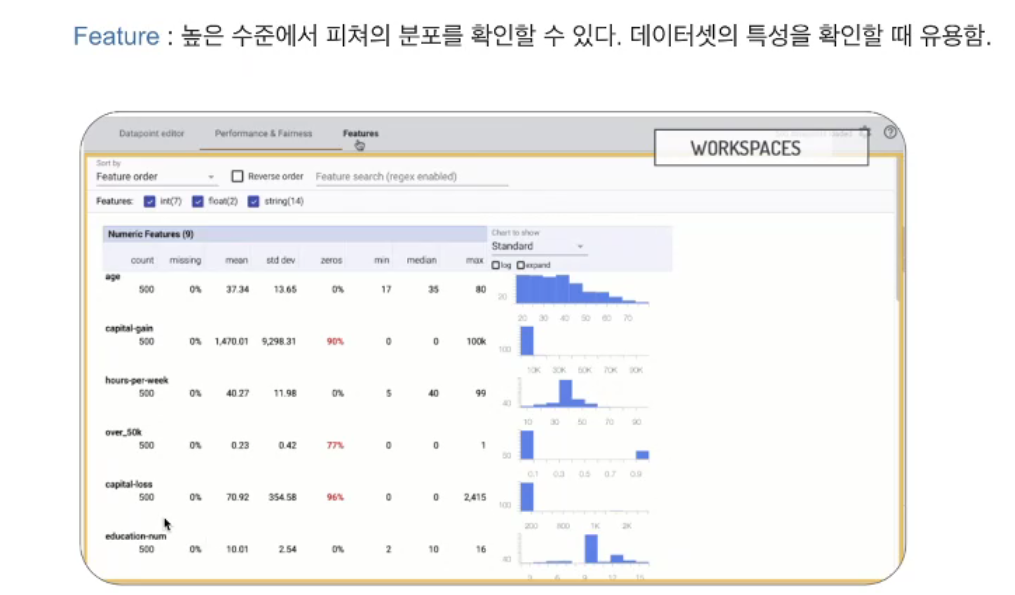 Feature : 높은 수준에서 피쳐의 분포를 확인할 수 있다. 데이터셋의 특성을 확인할 때 유용함.
Datapoint editor Performance & Fairness Features
WORKSPACES
Sort by
Feature order Reverse order Feature search (regex enabled)
Features: int(7) float(2) string(14)
Numeric Features (9) Chart to show
Standard
count missing mean std dev zeros min median max log expand
age
500 0% 37.34 13.65 0% 17 35 80 20
20 30 40 50 60 70
capital-gain
500 0% 1,470.01 9,298.31 90% 0 0 100k 100
10K 30K 50K 70K 90K
hours-per-week
500 0% 40.27 11.98 0% 5 40 99 40
10 30 50 70 90
over_50k
500 0% 0.23 0.42 77% 0 0 1 50
0.1 0.3 0.5 0.7 0.9
capital-loss
500 0% 70.92 354.58 96% 0 0 2,415 100
200 800 1K 2K
education-num
500 0% 10.01 2.54 0% 2 10 16 40